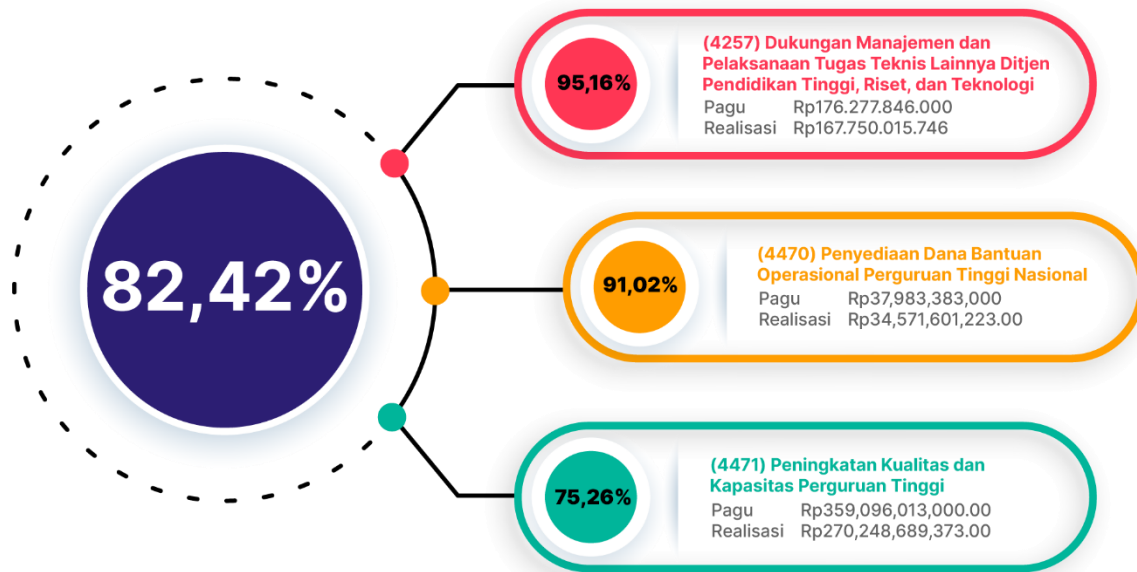 82,42%
95,16%
(4257) Dukungan Manajemen dan
Pelaksanaan Tugas Teknis Lainnya Ditjen
Pendidikan Tinggi, Riset, dan Teknologi
Pagu Rp176.277.846.000
Realisasi Rp167.750.015.746
91,02%
(4470) Penyediaan Dana Bantuan
Operasional Perguruan Tinggi Nasional
Pagu Rp37,983,383,000
Realisasi Rp34,571,601,223.00
75,26%
(4471) Peningkatan Kualitas dan
Kapasitas Perguruan Tinggi
Pagu Rp359,096,013,000.00
Realisasi Rp270,248,689,373.00